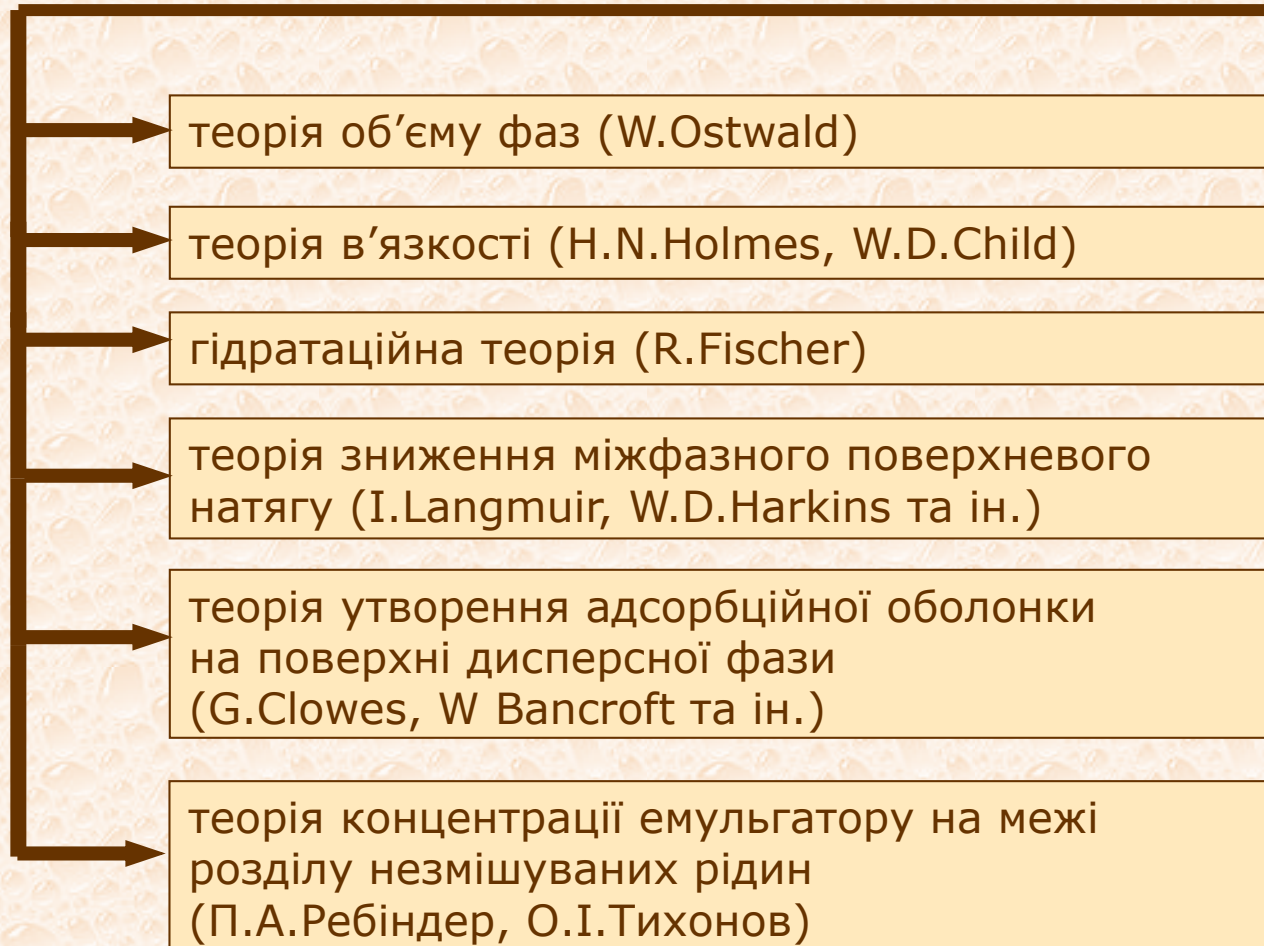 теорія об’єму фаз (W.Ostwald)
теорія в’язкості (H.N.Holmes, W.D.Child)
гідратаційна теорія (R.Fischer)
теорія зниження міжфазного поверхневого
натягу (I.Langmuir, W.D.Harkins та ін.)
теорія утворення адсорбційної оболонки
на поверхні дисперсної фази
(G.Clowes, W Bancroft та ін.)
теорія концентрації емульгатору на межі
розділу незмішуваних рідин
(П.А.Ребіндер, О.І.Тихонов)